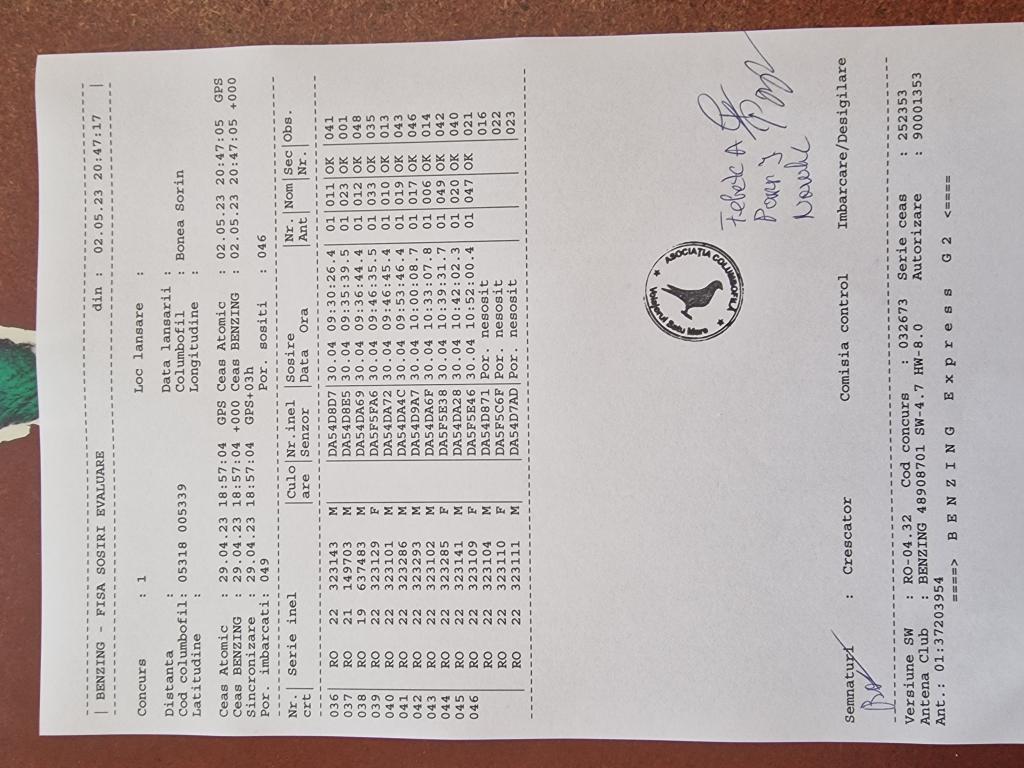 | BENZING - FISA SOSIRI EVALUARE din : 02.05.23 20:47:17 |
Concurs : 1 Loc lansare :
Distanta : Data lansarii :
Cod columbofil: 05318 005339 Columbofil : Bonea Sorin
Latitudine : Longitudine :
Ceas Atomic : 29.04.23 18:57:04 GPS Ceas Atomic : 02.05.23 20:47:05 GPS
Ceas BENZING : 29.04.23 18:57:04 +000 Ceas BENZING : 02.05.23 20:47:05 +000
Sincronizare : 29.04.23 18:57:04 GPS+03h
Por. imbarcati: 049 Por. sositi : 046
Nr.| Serie inel |Culo|Nr.inel |Sosire |Nr |Nom|Sec|Obs.
crt| |are |Senzor |Data Ora |Ant | |Nr.|
036 |RO 22 323143 M |DA54D8D7|30.04 09:30:26.4 |01 |011|OK |041
037 |RO 21 149703 M |DA54D8E5|30.04 09:35:39.5 |01 |023|OK |001
038 |RO 19 637483 M |DA54DA69|30.04 09:36:44.4 |01 |012|OK |048
039 |RO 22 323129 F |DA5F5FA6|30.04 09:46:35.5 |01 |033|OK |035
040 |RO 22 323101 M |DA54DA72|30.04 09:46:45.4 |01 |010|OK |013
041 |RO 22 323286 M |DA54DA4C|30.04 09:53:46.4 |01 |019|OK |043
042 |RO 22 323293 M |DA54D9A7|30.04 10:00:08.7 |01 |017|OK |046
043 |RO 22 323102 M |DA54DA6F|30.04 10:33:07.8 |01 |006|OK |014
044 |RO 22 323285 F |DA5F5E38|30.04 10:39:31.7 |01 |049|OK |042
045 |RO 22 323141 M |DA54DA28|30.04 10:42:02.3 |01 |020|OK |040
046 |RO 22 323109 F |DA5F5E46|30.04 10:52:00.4 |01 |047|OK |021
|RO 22 323104 M |DA54D871|Por. nesosit | | | |016
|RO 22 323110 F |DA5F5C6F|Por. nesosit | | | |022
|RO 22 323111 M |DA54D7AD|Por. nesosit | | | |023
ASOCIATIA COLUMBOFILA
Viitorul Satu Mare
Semnaturi : Crescator Comisia control Imbarcare/Desigilare
Versiune SW : RO-04.32 Cod concurs : 032673 Serie ceas : 252353
Antena Club : BENZING 48908701 SW-4.7 HW-8.0 Autorizare : 90001353
Ant.: 01:37203954
====> B E N Z I N G E x p r e s s G 2 <====